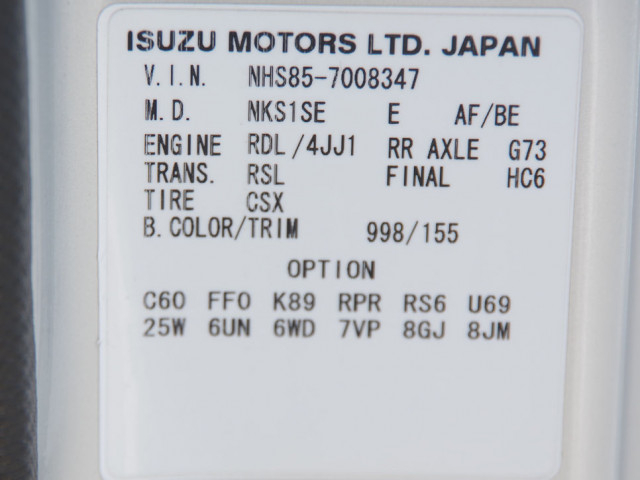 ISUZU MOTORS LTD. JAPAN
V.I.N. NHS85-7008347
M.D. NKS1SE E AF/BE
ENGINE RDL/4JJ1 RR AXLE G73
TRANS. RSL FINAL HC6
TIRE CSX
B.COLOR/TRIM 998/155
OPTION
C60 FF0 K89 RPR RS6 U69
25W 6UN 6WD 7VP 8GJ 8JM